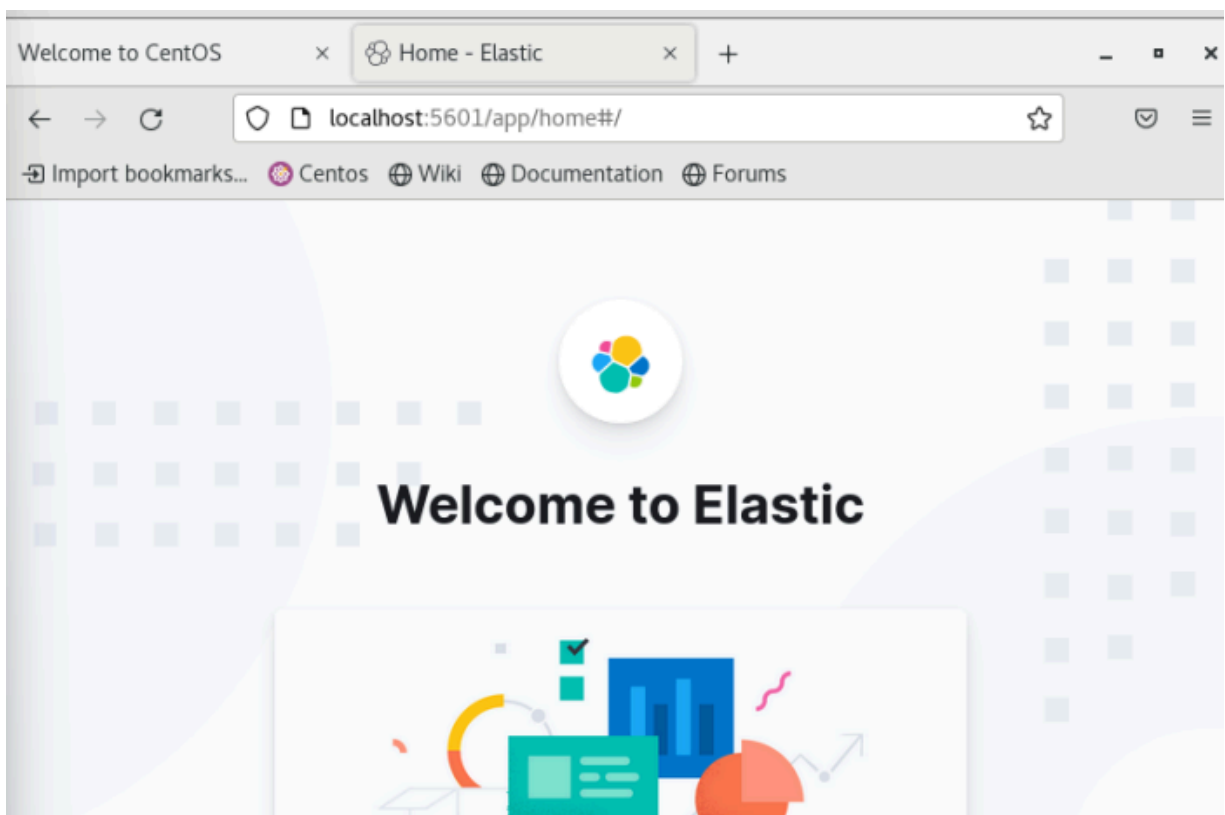 Welcome to CentOS
Home - Elastic
localhost:5601/app/home#/
Import bookmarks... Centos Wiki Documentation Forums
Welcome to Elastic